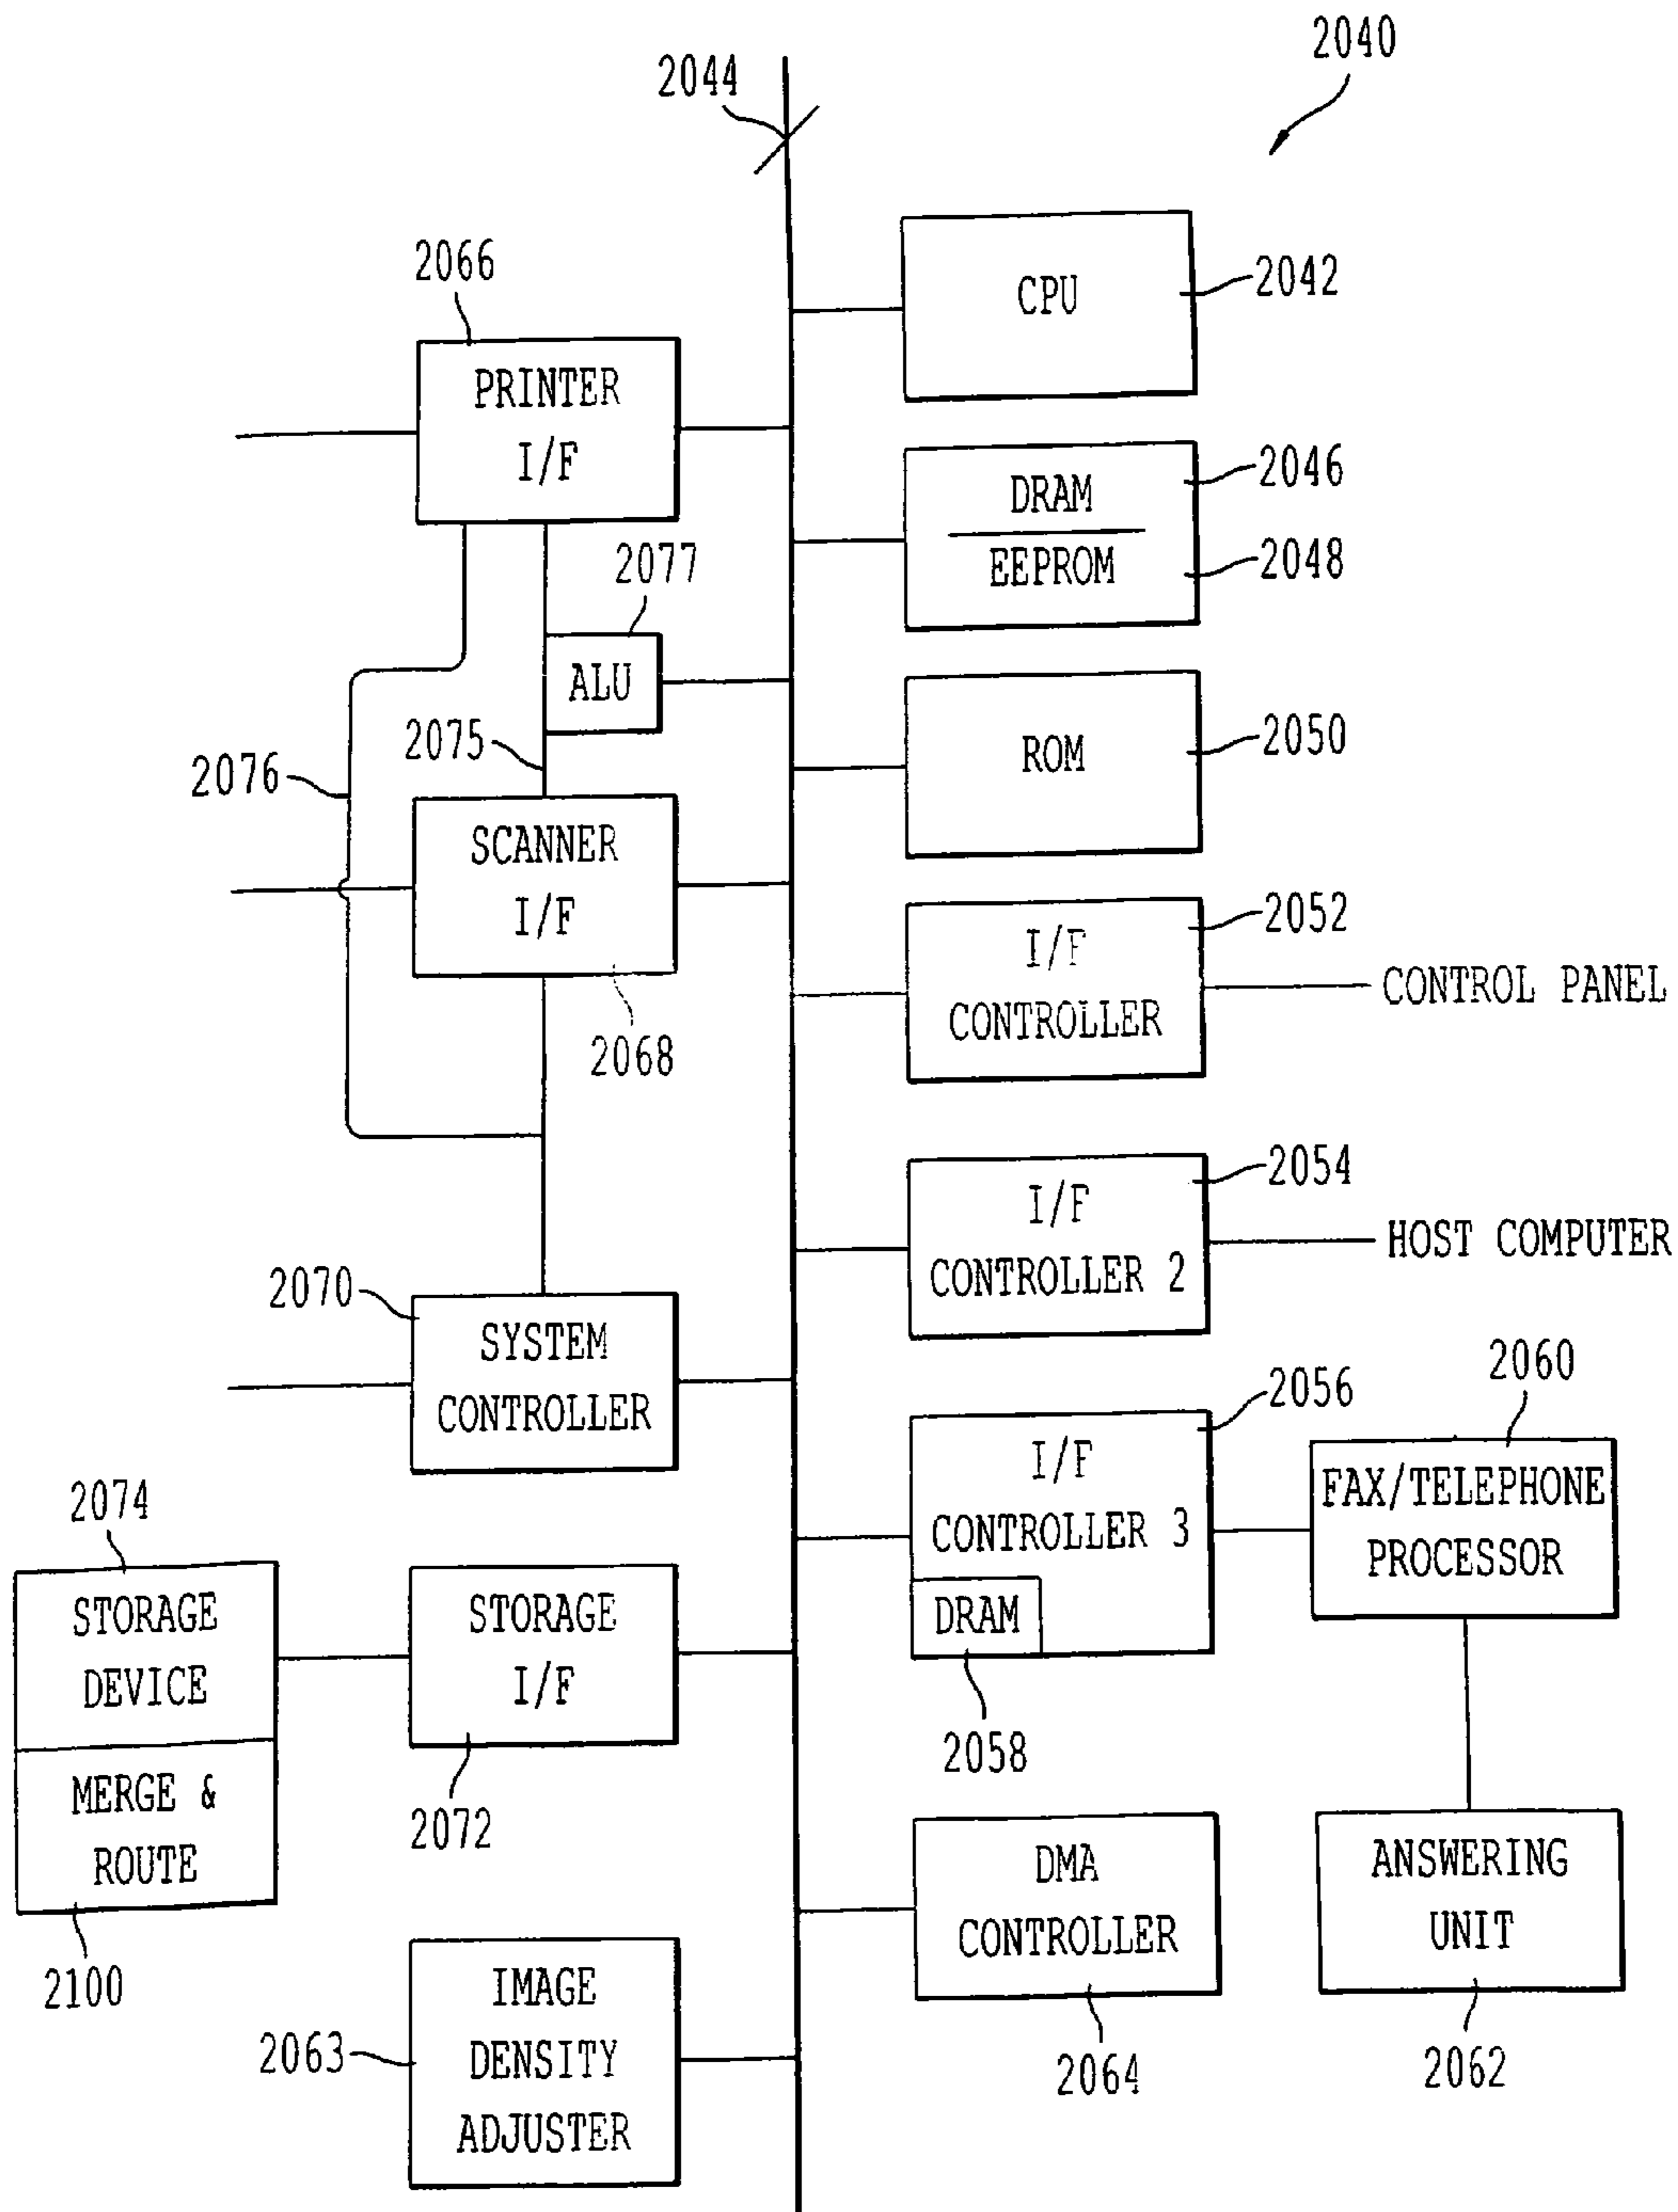 2040
2044
CPU
2042
2066
PRINTER
I/F
DRAM
2046
EEPROM
2048
2077
ALU
2075
2076
ROM
2050
SCANNER
I/F
2068
I/F
CONTROLLER
2052
CONTROL PANEL
I/F
CONTROLLER 2
2054
HOST COMPUTER
2070
SYSTEM
CONTROLLER
I/F
CONTROLLER 3
2056
DRAM
2058
2060
FAX/TELEPHONE
PROCESSOR
2074
STORAGE
DEVICE
MERGE &
ROUTE
2100
STORAGE
I/F
2072
DMA
CONTROLLER
2064
ANSWERING
UNIT
2062
2063
IMAGE
DENSITY
ADJUSTER